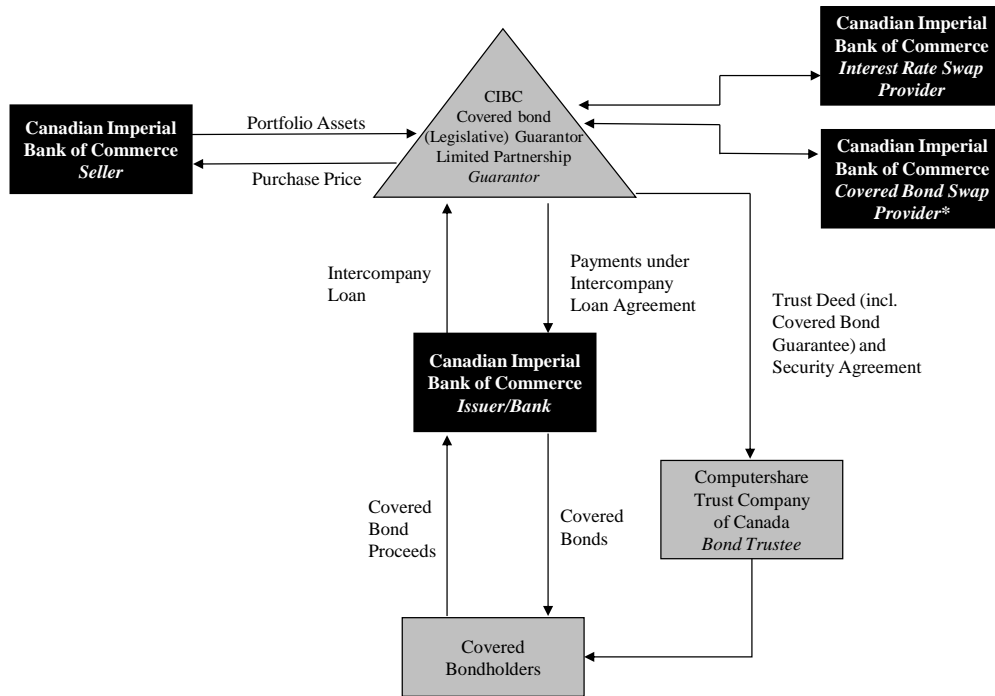 Canadian Imperial
Bank of Commerce
Seller
Portfolio Assets
Purchase Price
CIBC
Covered bond
(Legislative) Guarantor
Limited Partnership
Guarantor
Canadian Imperial
Bank of Commerce
Interest Rate Swap
Provider
Canadian Imperial
Bank of Commerce
Covered Bond Swap
Provider*
Intercompany
Loan
Payments under
Intercompany
Loan Agreement
Trust Deed (incl.
Covered Bond
Guarantee) and
Security Agreement
Canadian Imperial
Bank of Commerce
Issuer/Bank
Covered
Bond
Proceeds
Covered
Bonds
Computershare
Trust Company
of Canada
Bond Trustee
Covered
Bondholders